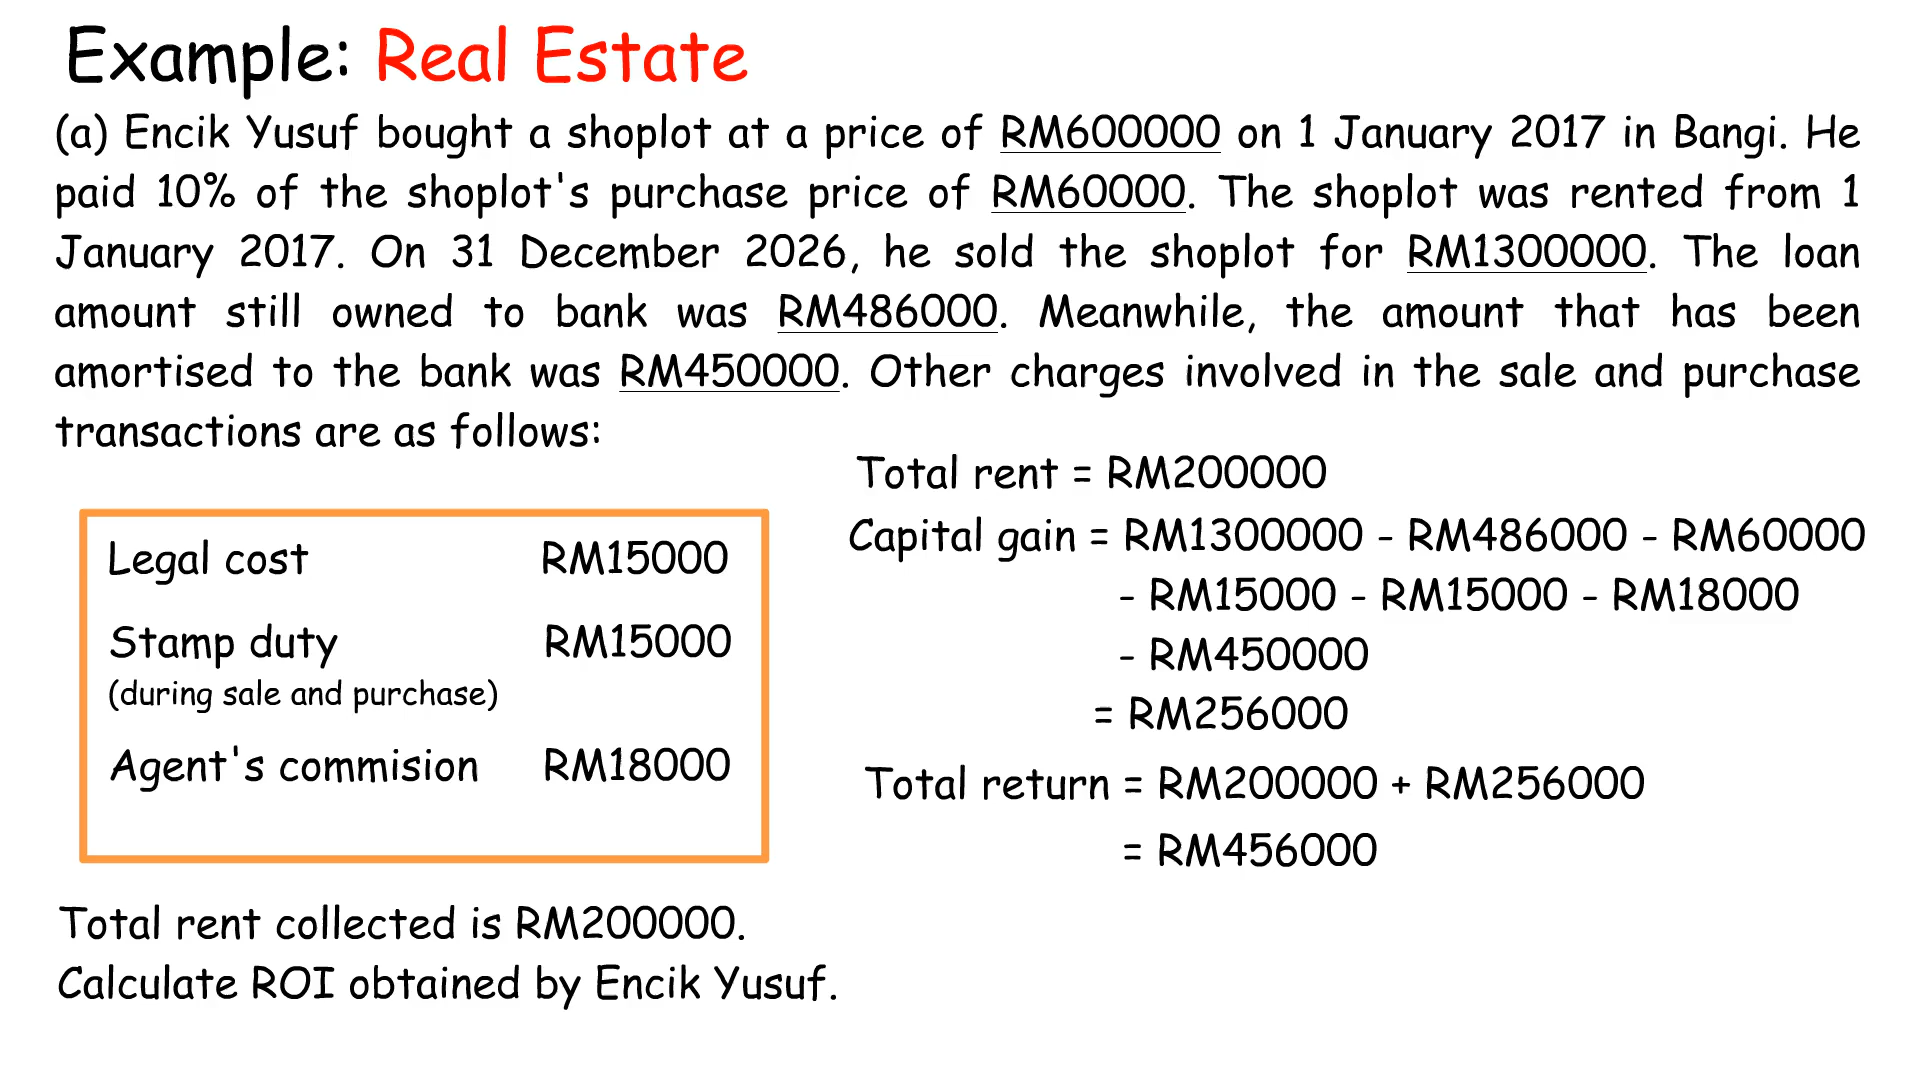 Example: Real Estate
(a) Encik Yusuf bought a shoplot at a price of RM600000 on 1 January 2017 in Bangi. He
paid 10% of the shoplot's purchase price of RM60000. The shoplot was rented from 1
January 2017. On 31 December 2026, he sold the shoplot for RM1300000. The loan
amount still owned to bank was RM486000. Meanwhile, the amount that has been
amortised to the bank was RM450000. Other charges involved in the sale and purchase
transactions are as follows:
Legal cost RM15000
Stamp duty RM15000
(during sale and purchase)
Agent's commision RM18000
Total rent collected is RM200000.
Calculate ROI obtained by Encik Yusuf.
Total rent = RM200000
Capital gain = RM1300000 - RM486000 - RM60000
- RM15000 - RM15000 - RM18000
- RM450000
= RM256000
Total return = RM200000 + RM256000
= RM456000